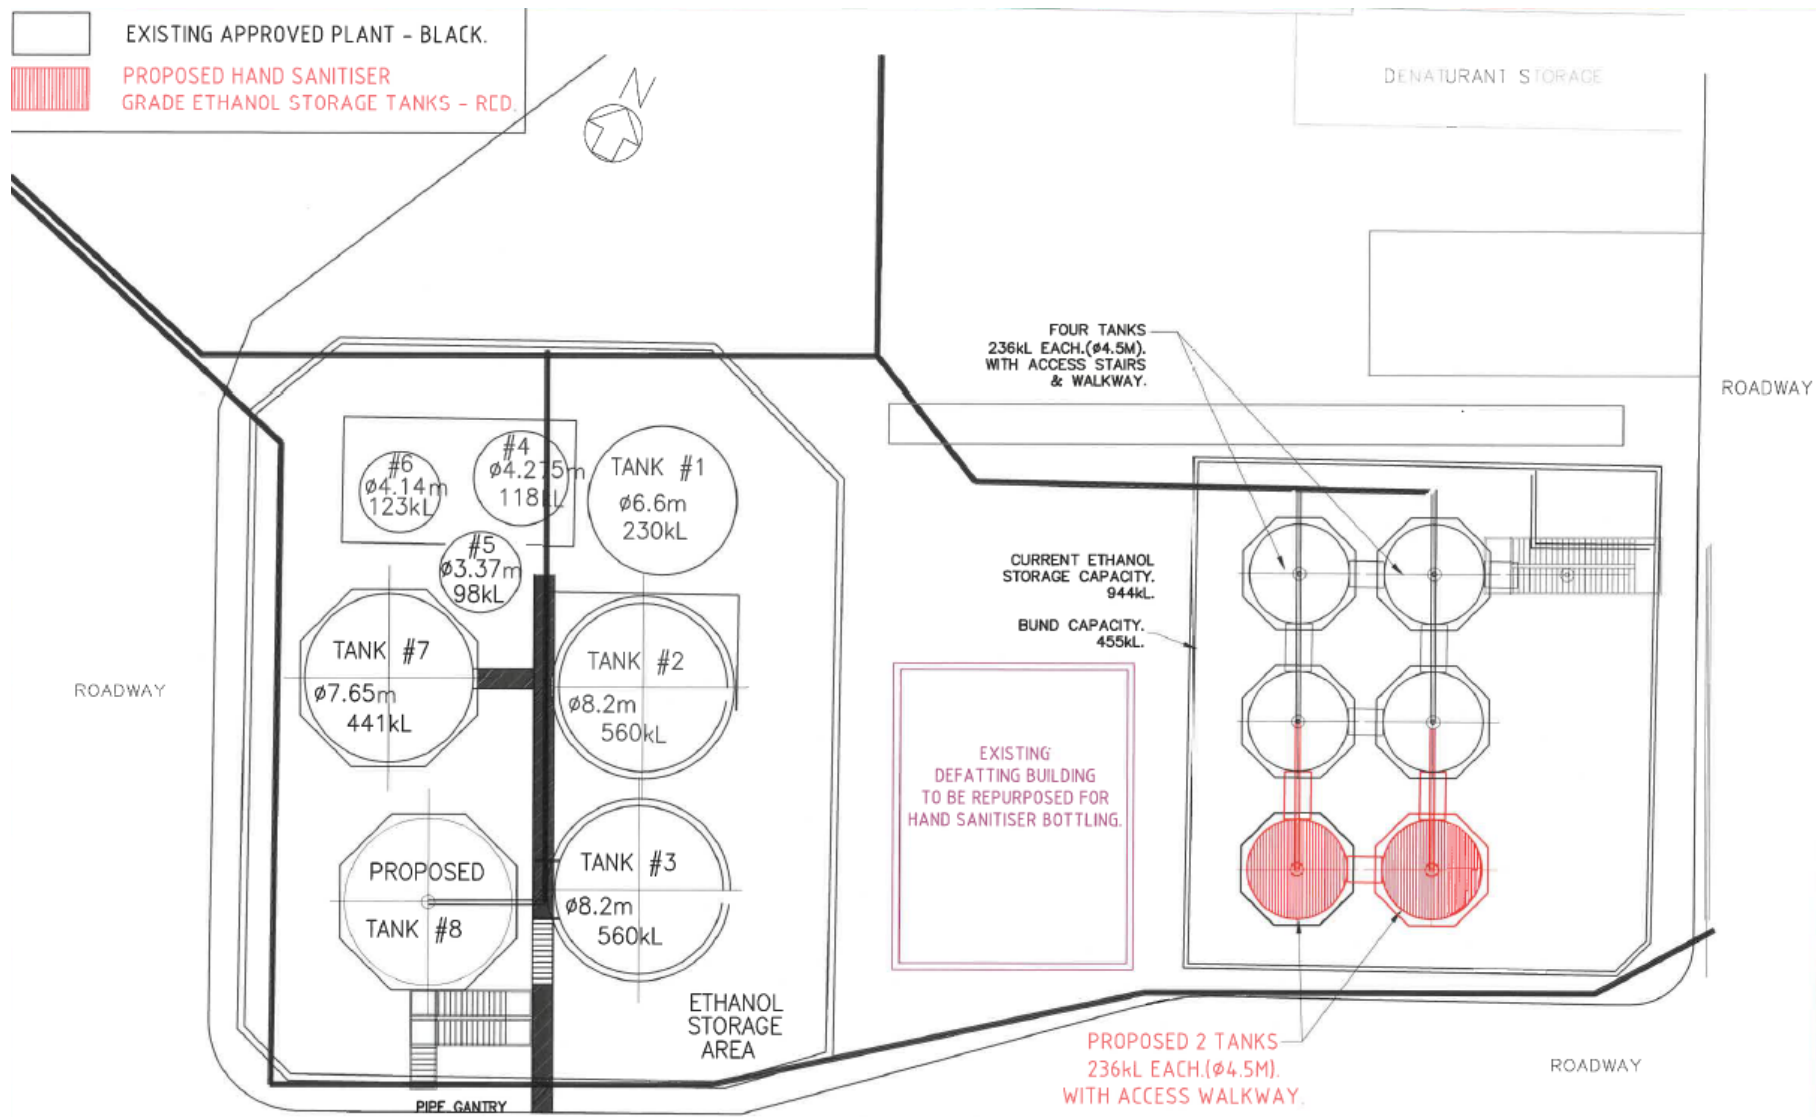 EXISTING APPROVED PLANT - BLACK.
PROPOSED HAND SANITISER
GRADE ETHANOL STORAGE TANKS - RED.
N
DENATURANT STORAGE
FOUR TANKS
236kL EACH.(ø4.5M).
WITH ACCESS STAIRS
& WALKWAY.
ROADWAY
#6
ø4.14m
123kL
#4
ø4.275m
118kL
TANK #1
ø6.6m
230kL
#5
ø3.37m
98kL
CURRENT ETHANOL
STORAGE CAPACITY.
944kL.
BUND CAPACITY.
455kL.
TANK #7
ø7.65m
441kL
TANK #2
ø8.2m
560kL
ROADWAY
EXISTING
DEFATTING BUILDING
TO BE REPURPOSED FOR
HAND SANITISER BOTTLING.
PROPOSED
TANK #8
TANK #3
ø8.2m
560kL
ETHANOL
STORAGE
AREA
PROPOSED 2 TANKS
236kL EACH.(ø4.5M).
WITH ACCESS WALKWAY.
ROADWAY
PIPE GANTRY